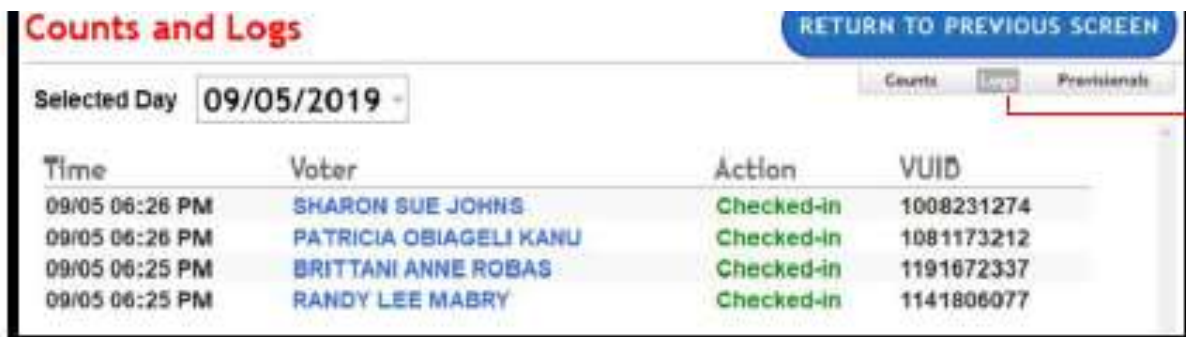 Counts and Logs RETURN TO PREVIOUS SCREEN
Selected Day 09/05/2019 Counts Logs Provisionals
Time Voter Action VUID
09/05 06:26 PM SHARON SUE JOHNS Checked-in 1008231274
09/05 06:26 PM PATRICIA OBIAGELI KANU Checked-in 1081173212
09/05 06:25 PM BRITTANI ANNE ROBAS Checked-in 1191672337
09/05 06:25 PM RANDY LEE MABRY Checked-in 1141806077